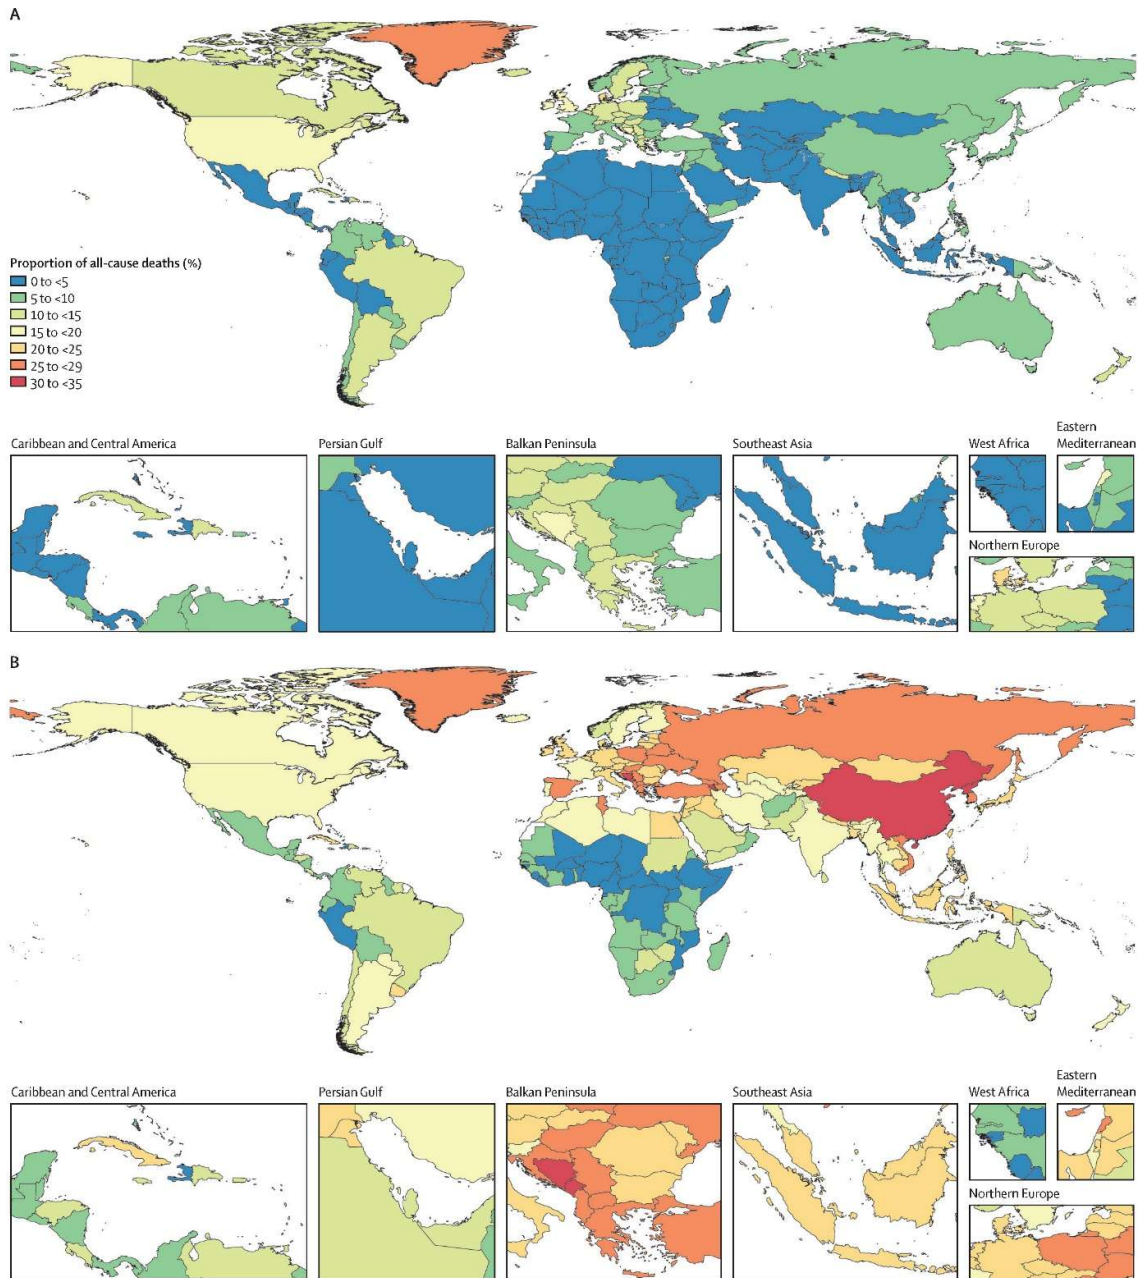 A
Proportion of all-cause deaths (%)
0 to <5
5 to <10
10 to <15
15 to <20
20 to <25
25 to <29
30 to <35
Caribbean and Central America
Persian Gulf
Balkan Peninsula
Southeast Asia
West Africa
Eastern
Mediterranean
Northern Europe
B
Caribbean and Central America
Persian Gulf
Balkan Peninsula
Southeast Asia
West Africa
Eastern
Mediterranean
Northern Europe